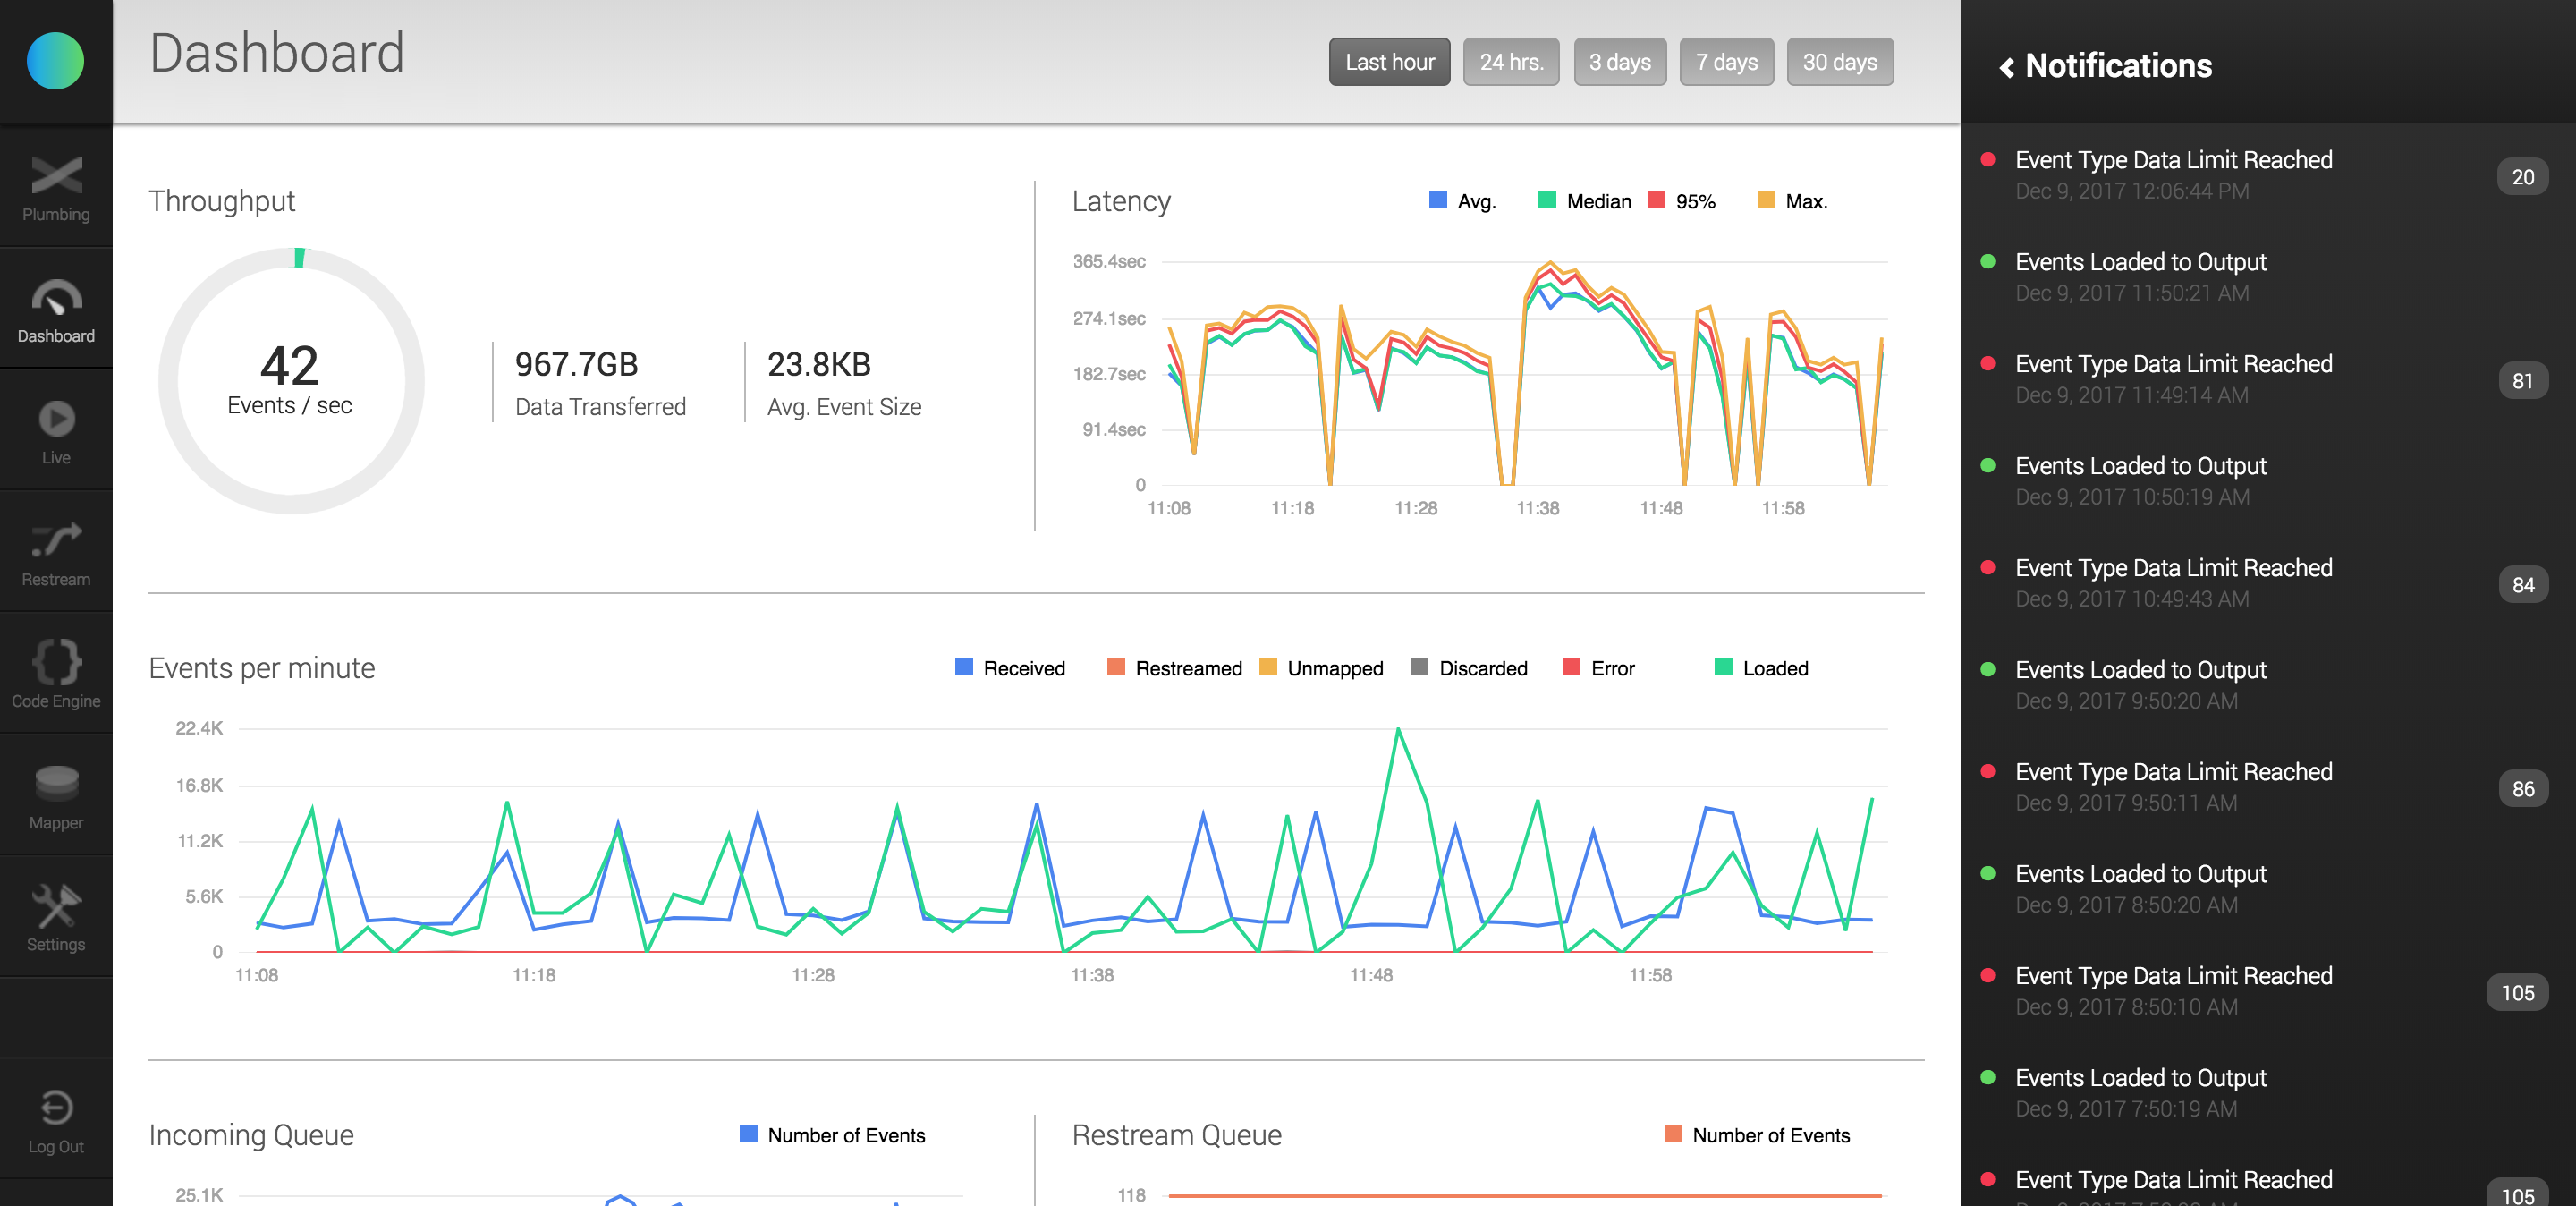 Dashboard
Last hour
24 hrs.
3 days
7 days
30 days
Plumbing
Dashboard
Live
Restream
Code Engine
Mapper
Settings
Log Out
Throughput
42
Events / sec
967.7GB
Data Transferred
23.8KB
Avg. Event Size
Latency
Avg.
Median
95%
Max.
365.4sec
274.1sec
182.7sec
91.4sec
0
11:08
11:18
11:28
11:38
11:48
11:58
Events per minute
Received
Restreamed
Unmapped
Discarded
Error
Loaded
22.4K
16.8K
11.2K
5.6K
0
11:08
11:18
11:28
11:38
11:48
11:58
Incoming Queue
Number of Events
25.1K
Restream Queue
Number of Events
118
Notifications
Event Type Data Limit Reached
Dec 9, 2017 12:06:44 PM
20
Events Loaded to Output
Dec 9, 2017 11:50:21 AM
Event Type Data Limit Reached
Dec 9, 2017 11:49:14 AM
81
Events Loaded to Output
Dec 9, 2017 10:50:19 AM
Event Type Data Limit Reached
Dec 9, 2017 10:49:43 AM
84
Events Loaded to Output
Dec 9, 2017 9:50:20 AM
Event Type Data Limit Reached
Dec 9, 2017 9:50:11 AM
86
Events Loaded to Output
Dec 9, 2017 8:50:20 AM
Event Type Data Limit Reached
Dec 9, 2017 8:50:10 AM
105
Events Loaded to Output
Dec 9, 2017 7:50:19 AM
Event Type Data Limit Reached
105